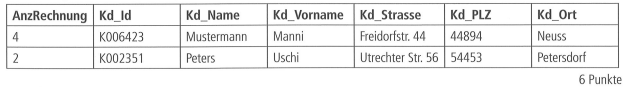 AnzRechnung Kd_Id Kd_Name Kd_Vorname Kd_Strasse Kd_PLZ Kd_Ort
4 K006423 Mustermann Manni Freidorfstr. 44 44894 Neuss
2 K002351 Peters Uschi Utrechter Str. 56 54453 Petersdorf
6 Punkte